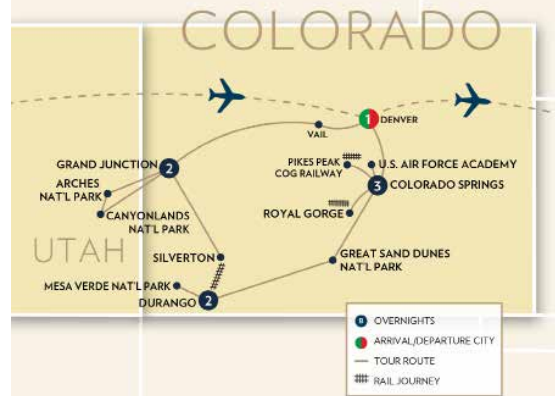 COLORADO
1 DENVER
VAIL
PIKES PEAK
COG RAILWAY
U.S. AIR FORCE ACADEMY
3 COLORADO SPRINGS
GRAND JUNCTION 2
ARCHES
NAT'L PARK
CANYONLANDS
NAT'L PARK
ROYAL GORGE
UTAH
SILVERTON
GREAT SAND DUNES
NAT'L PARK
MESA VERDE NAT'L PARK
DURANGO 2
OVERNIGHTS
ARRIVAL/DEPARTURE CITY
TOUR ROUTE
RAIL JOURNEY